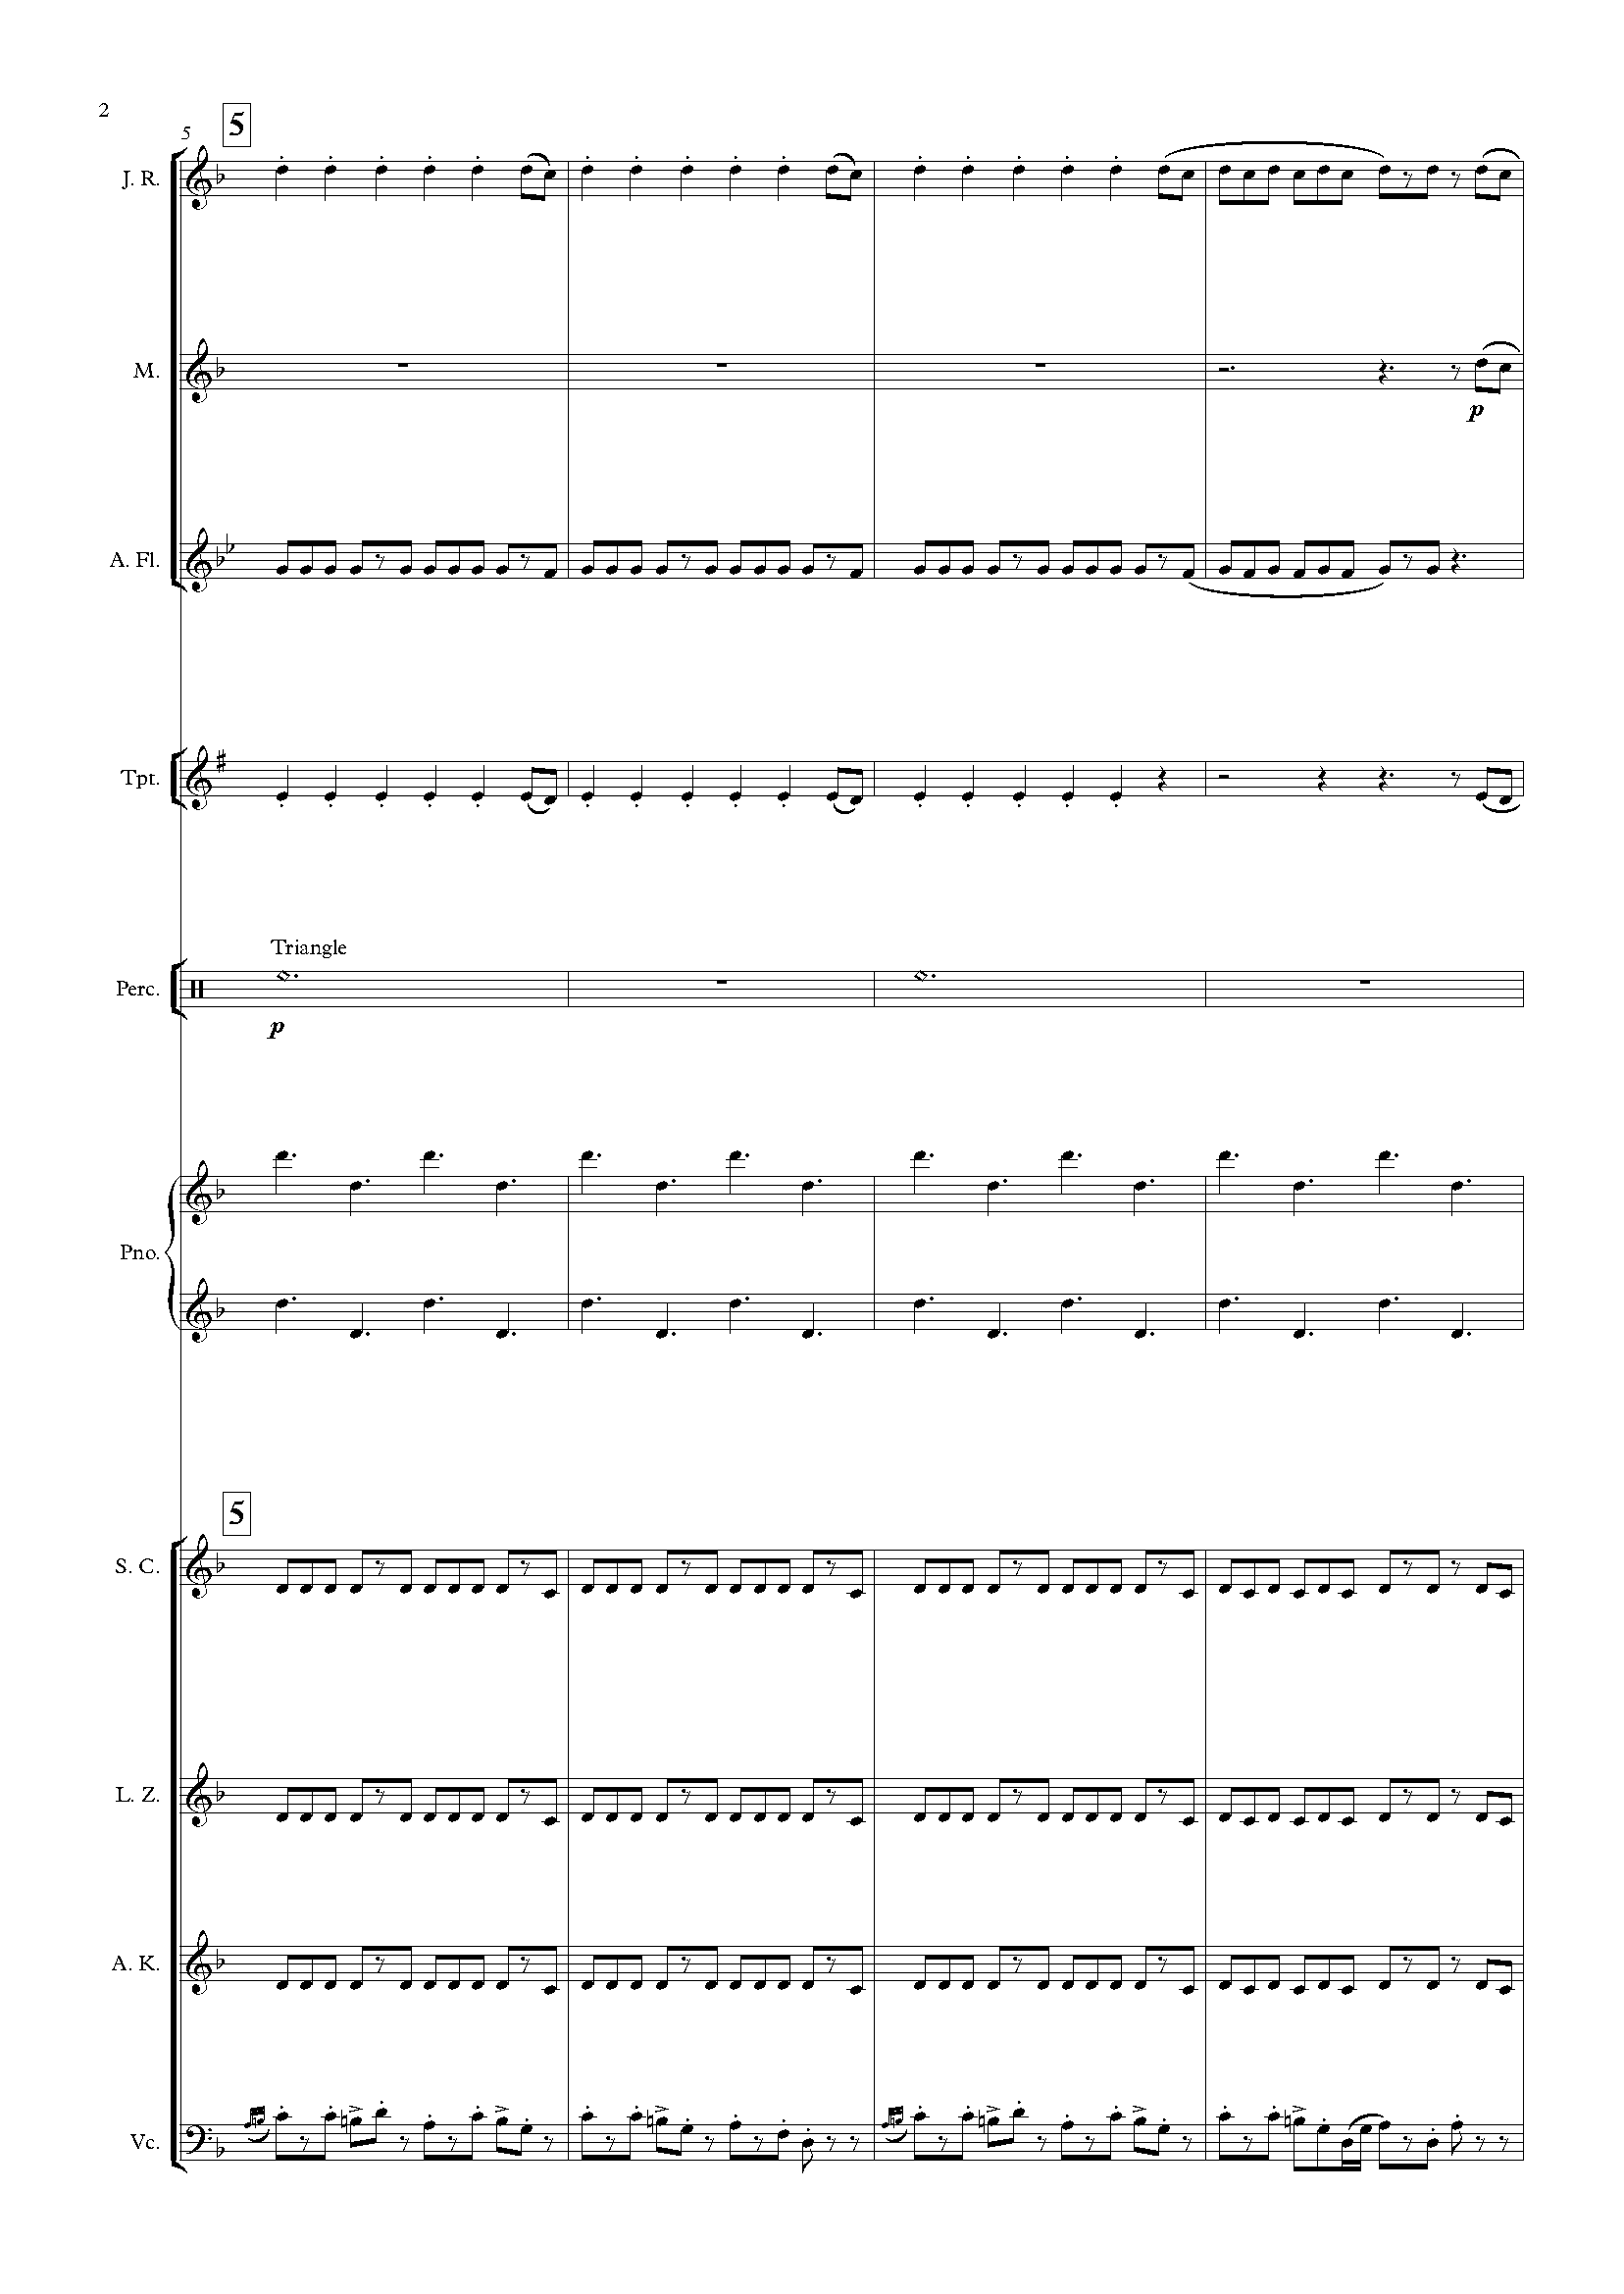 2
5
5
J. R.
M.
p
A. Fl.
Tpt.
Triangle
Perc.
p
Pno.
5
S. C.
L. Z.
A. K.
Vc.